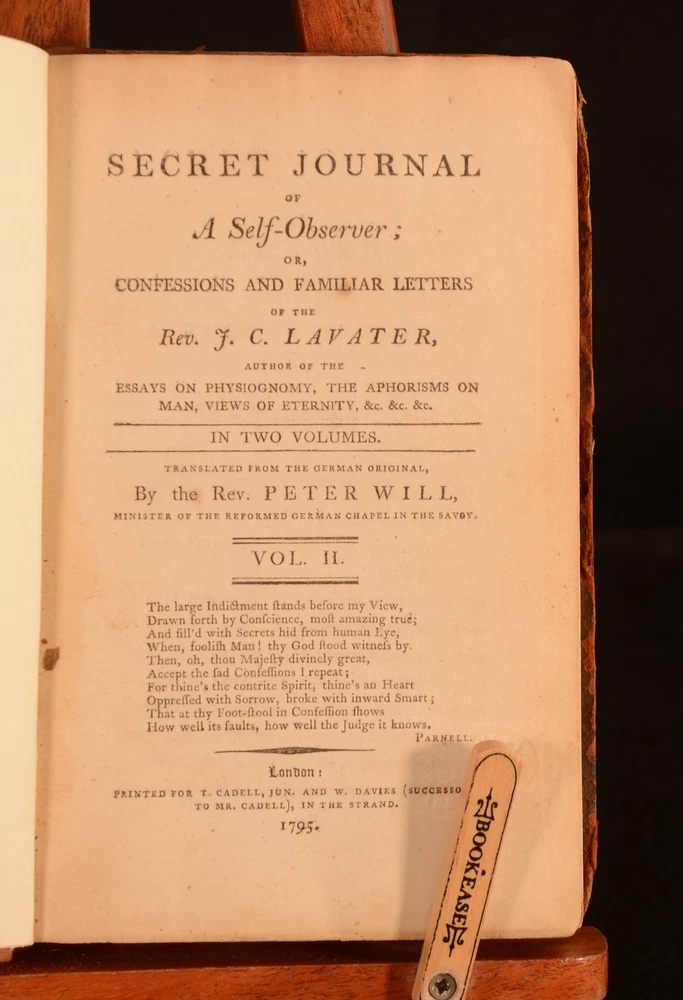 SECRET JOURNAL
OF
A Self-Observer;
OR,
CONFESSIONS AND FAMILIAR LETTERS
OF THE
Rev. J. C. LAVATER,
AUTHOR OF THE
ESSAYS ON PHYSIOGNOMY, THE APHORISMS ON
MAN, VIEWS OF ETERNITY, &c. &c. &c.
IN TWO VOLUMES.
TRANSLATED FROM THE GERMAN ORIGINAL,
By the Rev. PETER WILL,
MINISTER OF THE REFORMED GERMAN CHAPEL IN THE SAVOY.
VOL. II.
The large Indictment ſtands before my View,
Drawn forth by Conſcience, moſt amazing true;
And fill'd with Secrets hid from human Eye,
When, fooliſh Man! thy God ſtood witneſs by.
Then, oh, thou Majeſty divinely great,
Accept the ſad Confeſſions I repeat;
For thine's the contrite Spirit, thine's an Heart
Oppreſſed with Sorrow, broke with inward Smart;
That at thy Foot-ſtool in Confeſſion ſhows
How well its faults, how well the Judge it knows.
PARNELL.
London:
PRINTED FOR T. CADELL, JUN. AND W. DAVIES (SUCCESSO
TO MR. CADELL), IN THE STRAND.
1795.
BOOKEASE